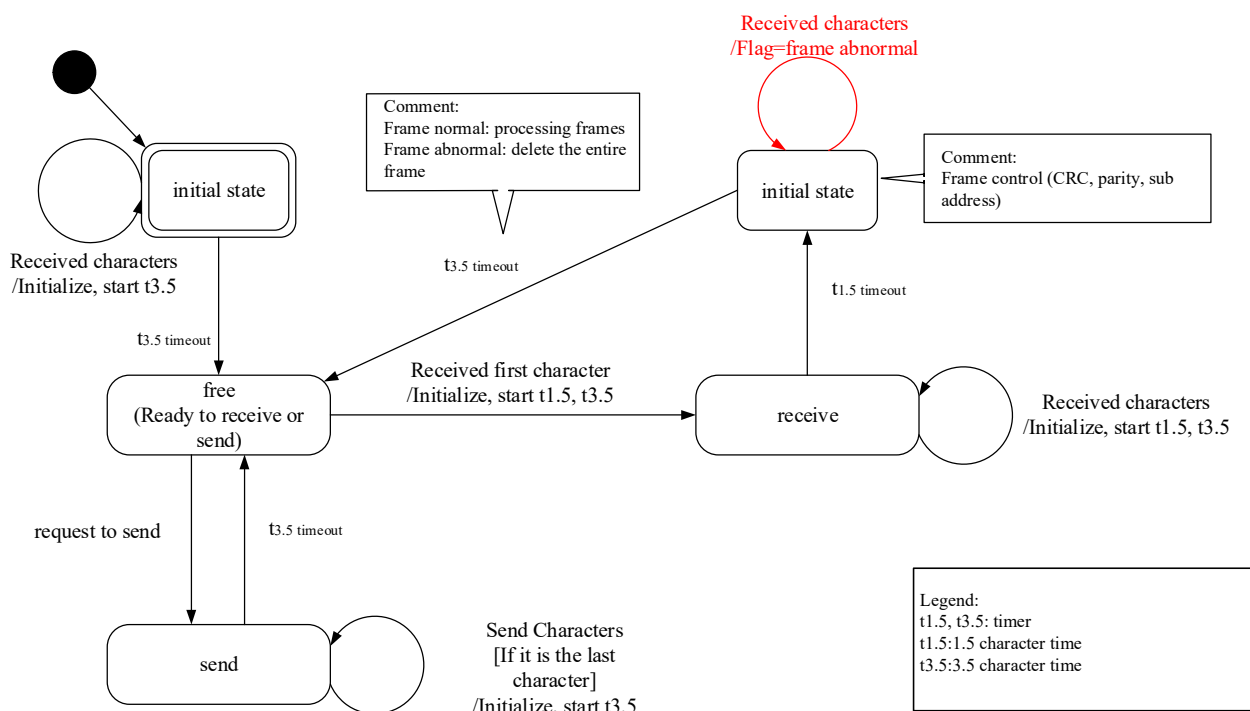 Received characters
/Flag=frame abnormal
Comment:
Frame normal: processing frames
Frame abnormal: delete the entire
frame
initial state
initial state
Comment:
Frame control (CRC, parity, sub
address)
Received characters
/Initialize, start t3.5
t3.5 timeout
t1.5 timeout
t3.5 timeout
free
(Ready to receive or
send)
Received first character
/Initialize, start t1.5, t3.5
receive
Received characters
/Initialize, start t1.5, t3.5
request to send
t3.5 timeout
send
Send Characters
[If it is the last
character]
/Initialize, start t3.5
Legend:
t1.5, t3.5: timer
t1.5:1.5 character time
t3.5:3.5 character time